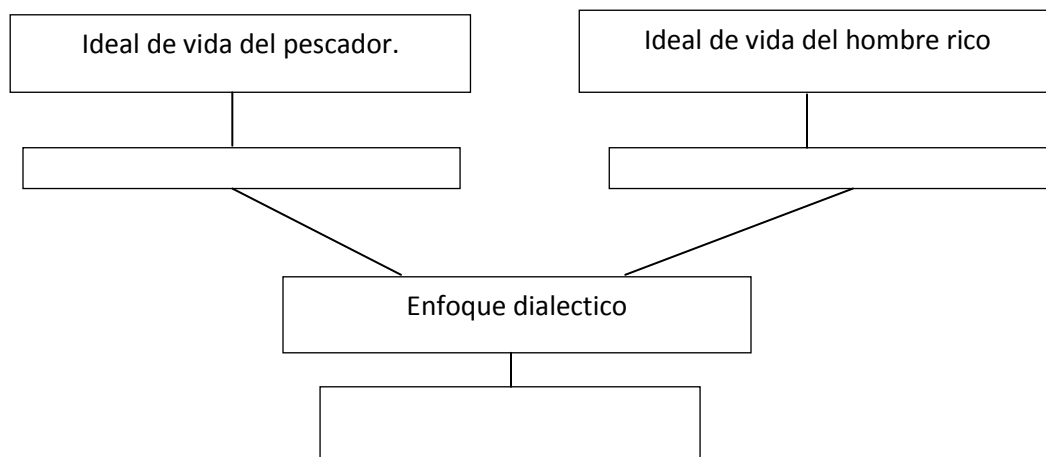 Ideal de vida del pescador.
Ideal de vida del hombre rico
Enfoque dialectico